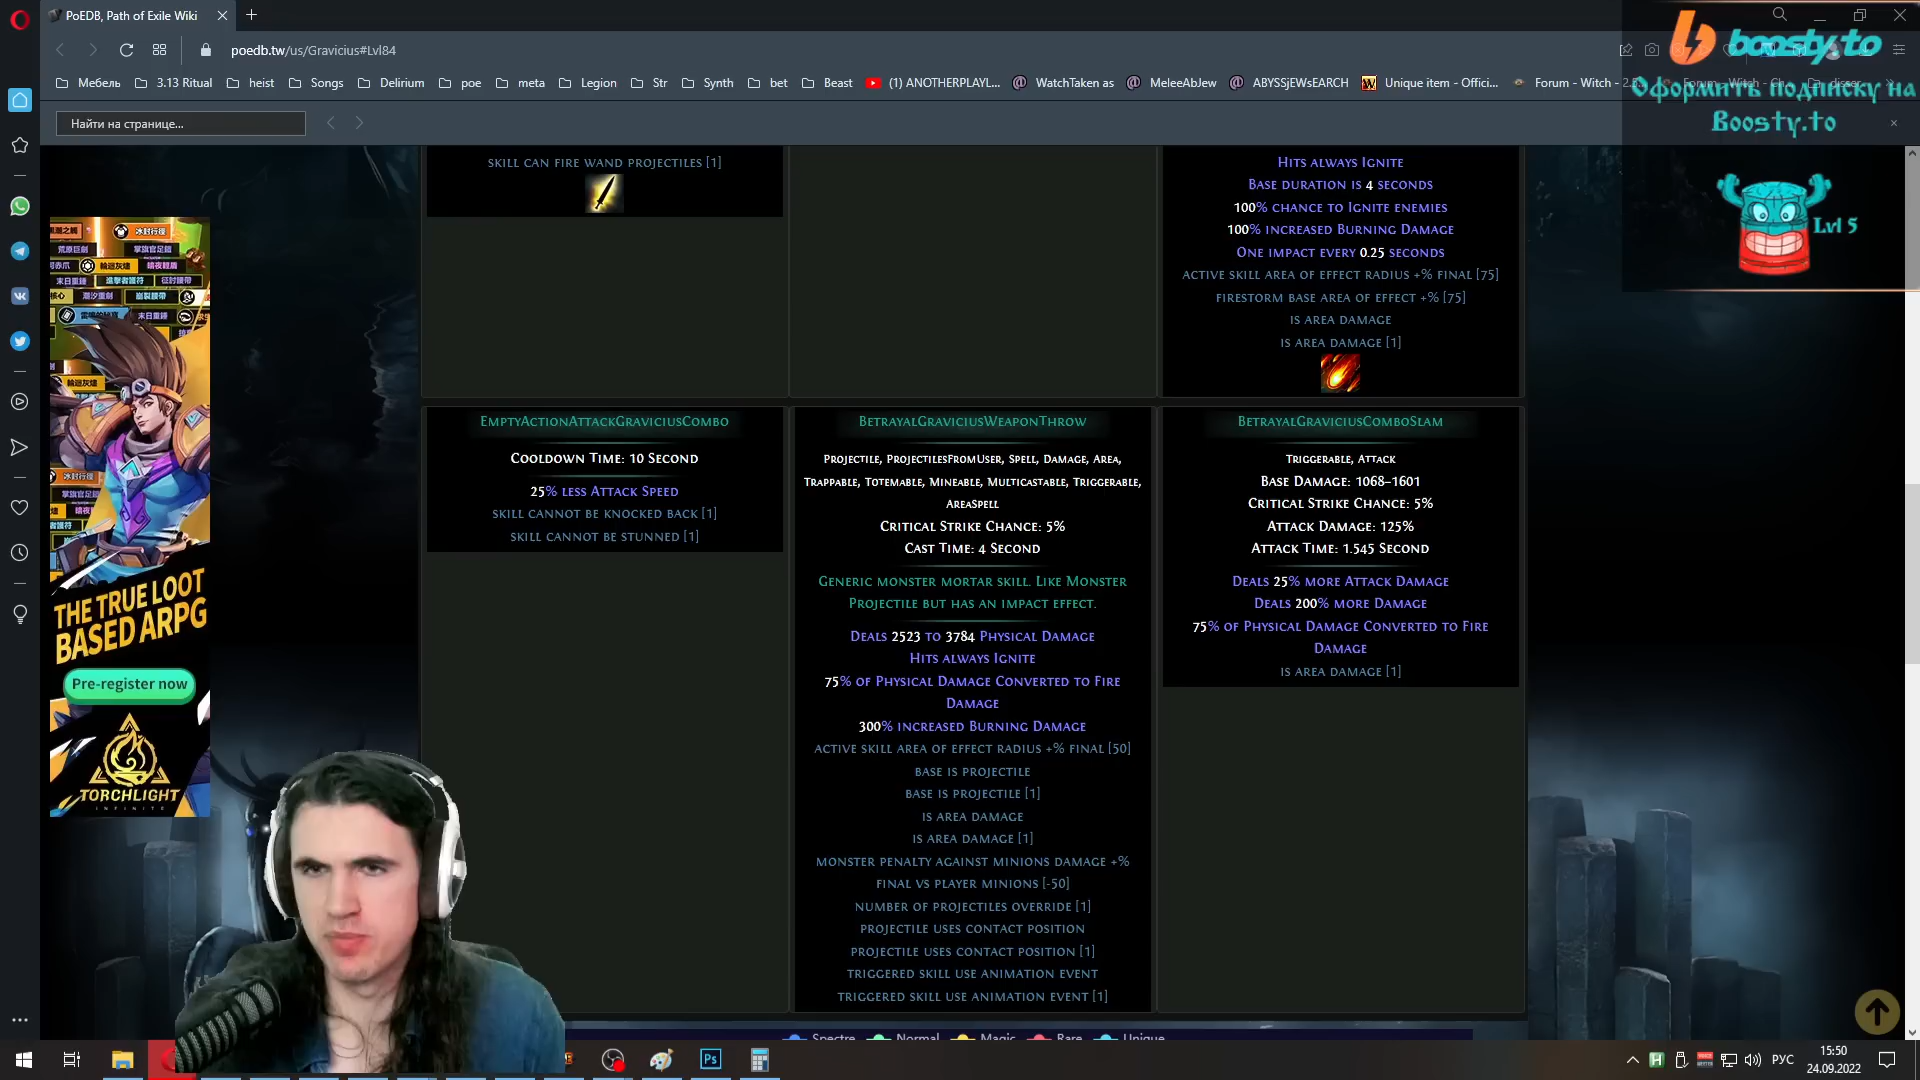 PoEDB, Path of Exile Wiki
poedb.tw/us/Gravicius#Lvl84
Мебель
3.13 Ritual
heist
Songs
Delirium
poe
meta
Legion
Str
Synth
bet
Beast
(1) ANOTHERPLAYL...
WatchTaken as
MeleeAbJew
ABYSSjEWsEARCH
Unique item - Offici...
Forum - Witch - 2.
boosty.to
Оформить подписку на
Boosty.to
Lvl 5
Найти на странице...
SKILL CAN FIRE WAND PROJECTILES [1]
HITS ALWAYS IGNITE
BASE DURATION IS 4 SECONDS
100% CHANCE TO IGNITE ENEMIES
100% INCREASED BURNING DAMAGE
ONE IMPACT EVERY 0.25 SECONDS
ACTIVE SKILL AREA OF EFFECT RADIUS +% FINAL [75]
FIRESTORM BASE AREA OF EFFECT +% [75]
IS AREA DAMAGE
IS AREA DAMAGE [1]
EMPTYACTIONATTACKGRAVICIUSCOMBO
COOLDOWN TIME: 10 SECOND
25% LESS ATTACK SPEED
SKILL CANNOT BE KNOCKED BACK [1]
SKILL CANNOT BE STUNNED [1]
BETRAYALGRAVICIUSWEAPONTHROW
PROJECTILE, PROJECTILESFROMUSER, SPELL, DAMAGE, AREA,
TRAPPABLE, TOTEMABLE, MINEABLE, MULTICASTABLE, TRIGGERABLE,
AREASPELL
CRITICAL STRIKE CHANCE: 5%
CAST TIME: 4 SECOND
GENERIC MONSTER MORTAR SKILL. LIKE MONSTER
PROJECTILE BUT HAS AN IMPACT EFFECT.
DEALS 2523 TO 3784 PHYSICAL DAMAGE
HITS ALWAYS IGNITE
75% OF PHYSICAL DAMAGE CONVERTED TO FIRE
DAMAGE
300% INCREASED BURNING DAMAGE
ACTIVE SKILL AREA OF EFFECT RADIUS +% FINAL [50]
BASE IS PROJECTILE
BASE IS PROJECTILE [1]
IS AREA DAMAGE
IS AREA DAMAGE [1]
MONSTER PENALTY AGAINST MINIONS DAMAGE +%
FINAL VS PLAYER MINIONS [-50]
NUMBER OF PROJECTILES OVERRIDE [1]
PROJECTILE USES CONTACT POSITION
PROJECTILE USES CONTACT POSITION [1]
TRIGGERED SKILL USE ANIMATION EVENT
TRIGGERED SKILL USE ANIMATION EVENT [1]
BETRAYALGRAVICIUSCOMBOSLAM
TRIGGERABLE, ATTACK
BASE DAMAGE: 1068–1601
CRITICAL STRIKE CHANCE: 5%
ATTACK DAMAGE: 125%
ATTACK TIME: 1.545 SECOND
DEALS 25% MORE ATTACK DAMAGE
DEALS 200% MORE DAMAGE
75% OF PHYSICAL DAMAGE CONVERTED TO FIRE
DAMAGE
IS AREA DAMAGE [1]
THE TRUE LOOT
BASED ARPG
Pre-register now
TORCHLIGHT
INFINITE
Spectre
Normal
Magic
Rare
Unique
Ps
РУС
15:50
24.09.2022